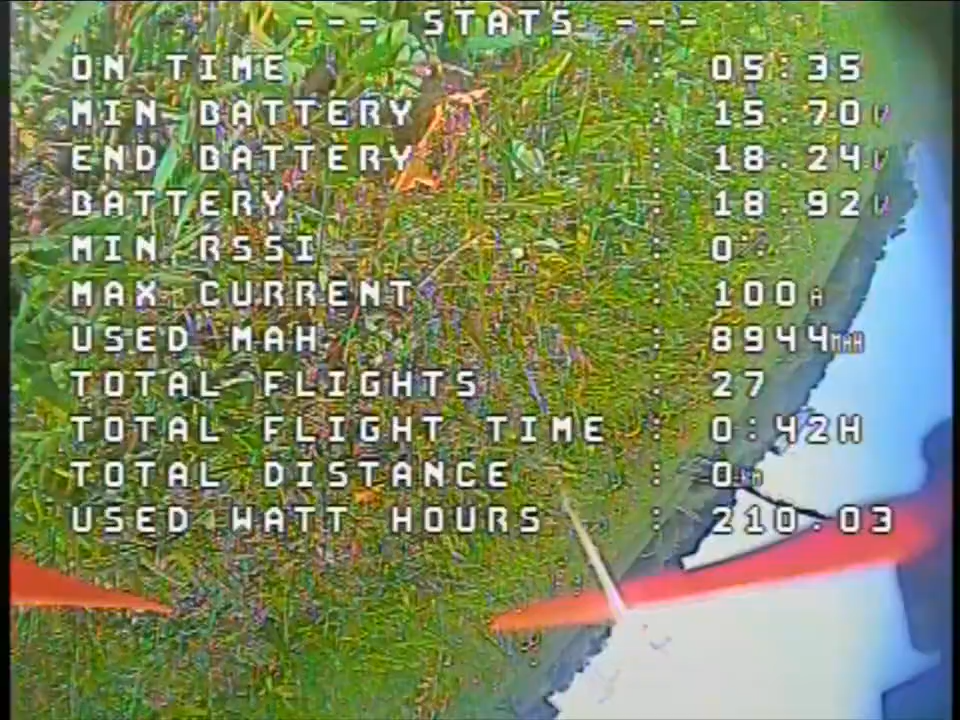 --- STATS ---
ON TIME : 05:35
MIN BATTERY : 15.70V
END BATTERY : 18.24V
BATTERY : 18.92V
MIN RSSI : 0%
MAX CURRENT : 100A
USED MAH : 8944MAH
TOTAL FLIGHTS : 27
TOTAL FLIGHT TIME : 0:42H
TOTAL DISTANCE : 0KM
USED WATT HOURS : 210.03